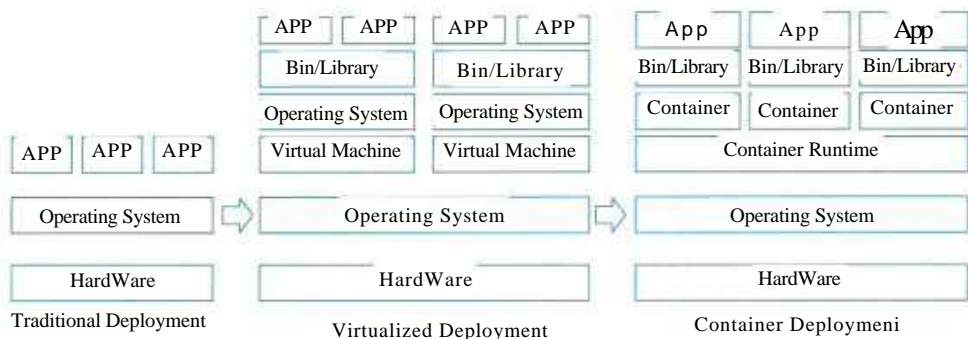 APP APP APP APP App App App
Bin/Library Bin/Library Bin/Library Bin/Library Bin/Library
Operating System Operating System Container Container Container
APP APP APP Virtual Machine Virtual Machine Container Runtime
Operating System Operating System Operating System
HardWare HardWare HardWare
Traditional Deployment Virtualized Deployment Container Deploymeni